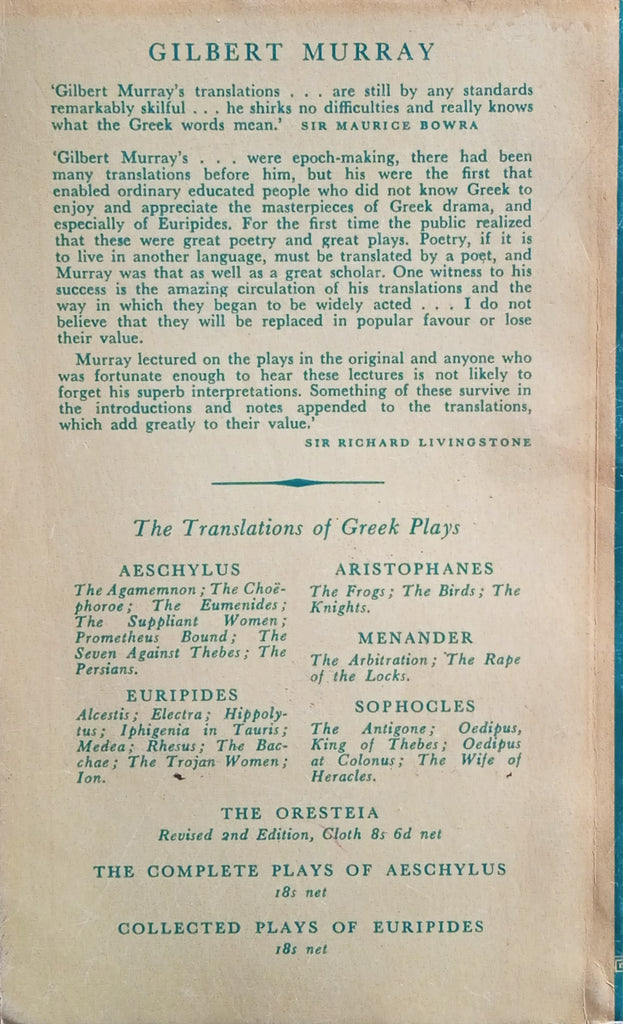 GILBERT MURRAY
‘Gilbert Murray's translations . . . are still by any standards
remarkably skilful . . . he shirks no difficulties and really knows
what the Greek words mean.’ SIR MAURICE BOWRA
‘Gilbert Murray's . . . were epoch-making, there had been
many translations before him, but his were the first that
enabled ordinary educated people who did not know Greek to
enjoy and appreciate the masterpieces of Greek drama, and
especially of Euripides. For the first time the public realized
that these were great poetry and great plays. Poetry, if it is
to live in another language, must be translated by a poet, and
Murray was that as well as a great scholar. One witness to his
success is the amazing circulation of his translations and the
way in which they began to be widely acted . . . I do not
believe that they will be replaced in popular favour or lose
their value.
Murray lectured on the plays in the original and anyone who
was fortunate enough to hear these lectures is not likely to
forget his superb interpretations. Something of these survive in
the introductions and notes appended to the translations,
which add greatly to their value.’
SIR RICHARD LIVINGSTONE
The Translations of Greek Plays
AESCHYLUS
The Agamemnon; The Choë-
phoroe; The Eumenides;
The Suppliant Women;
Prometheus Bound; The
Seven Against Thebes; The
Persians.
EURIPIDES
Alcestis; Electra; Hippoly-
tus; Iphigenia in Tauris;
Medea; Rhesus; The Bac-
chae; The Trojan Women;
Ion.
ARISTOPHANES
The Frogs; The Birds; The
Knights.
MENANDER
The Arbitration; The Rape
of the Locks.
SOPHOCLES
The Antigone; Oedipus,
King of Thebes; Oedipus
at Colonus; The Wife of
Heracles.
THE ORESTEIA
Revised 2nd Edition, Cloth 8s 6d net
THE COMPLETE PLAYS OF AESCHYLUS
18s net
COLLECTED PLAYS OF EURIPIDES
18s net